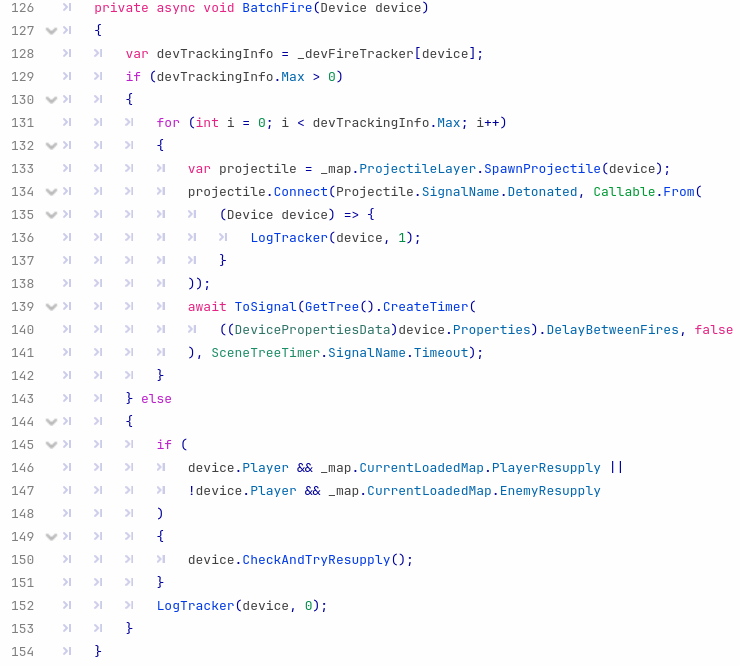 126 private async void BatchFire(Device device)
127 {
128 var devTrackingInfo = _devFireTracker[device];
129 if (devTrackingInfo.Max > 0)
130 {
131 for (int i = 0; i < devTrackingInfo.Max; i++)
132 {
133 var projectile = _map.ProjectileLayer.SpawnProjectile(device);
134 projectile.Connect(Projectile.SignalName.Detonated, Callable.From(
135 (Device device) => {
136 LogTracker(device, 1);
137 }
138 ));
139 await ToSignal(GetTree().CreateTimer(
140 ((DevicePropertiesData)device.Properties).DelayBetweenFires, false
141 ), SceneTreeTimer.SignalName.Timeout);
142 }
143 } else
144 {
145 if (
146 device.Player && _map.CurrentLoadedMap.PlayerResupply ||
147 !device.Player && _map.CurrentLoadedMap.EnemyResupply
148 )
149 {
150 device.CheckAndTryResupply();
151 }
152 LogTracker(device, 0);
153 }
154 }